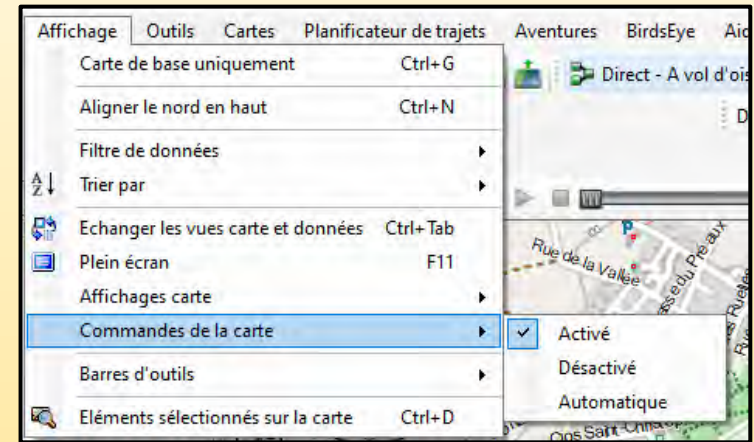 Affichage Outils Cartes Planificateur de trajets Aventures BirdsEye
Carte de base uniquement Ctrl+G
Direct - A vol
Aligner le nord en haut Ctrl+N
D
Filtre de données
Trier par
Echanger les vues carte et données Ctrl+Tab
P
Plein écran F11
Rue de la Vallée
Affichages carte
Commandes de la carte
Activé
Désactivé
Barres d'outils
Automatique
Eléments sélectionnés sur la carte Ctrl+D